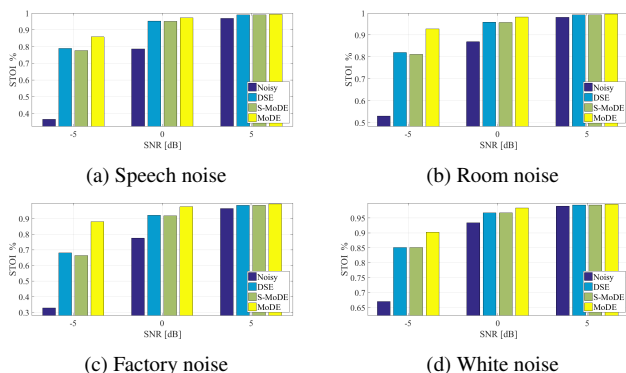 1
0.9
0.8
0.7
0.6
0.5
0.4
STOI %
-5 0 5
SNR [dB]
Noisy
DSE
S-MoDE
MoDE
(a) Speech noise
1
0.9
0.8
0.7
0.6
0.5
STOI %
-5 0 5
SNR [dB]
Noisy
DSE
S-MoDE
MoDE
(b) Room noise
0.9
0.8
0.7
0.6
0.5
0.4
0.3
STOI %
-5 0 5
SNR [dB]
Noisy
DSE
S-MoDE
MoDE
(c) Factory noise
0.95
0.9
0.85
0.8
0.75
0.7
0.65
STOI %
-5 0 5
SNR [dB]
Noisy
DSE
S-MoDE
MoDE
(d) White noise